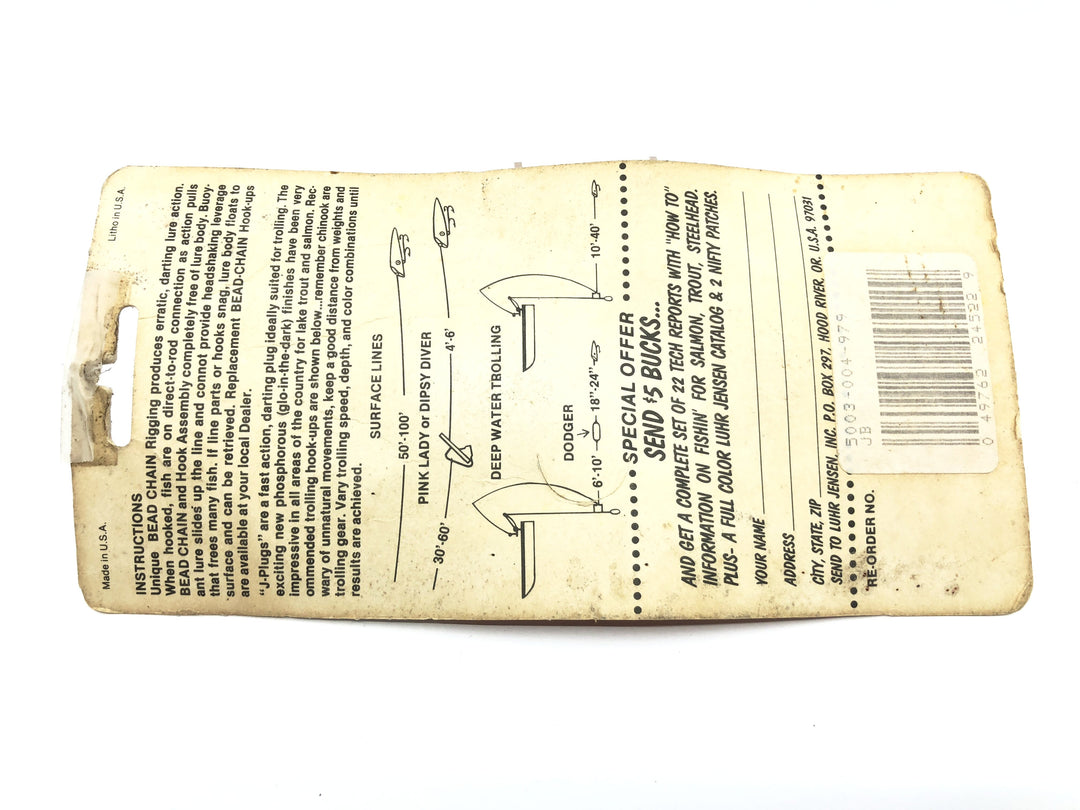 Made in U.S.A.
Litho in U.S.A.
INSTRUCTIONS
Unique BEAD CHAIN Rigging produces erratic, darting lure action.
When hooked, fish are on direct-to-rod connection as action pulls
BEAD CHAIN and Hook Assembly completely free of lure body. Buoy-
ant lure slides up the line and cannot provide headshaking leverage
that frees many fish. If line parts or hooks snag, lure body floats to
surface and can be retrieved. Replacement BEAD-CHAIN Hook-ups
are available at your local Dealer.
"J-Plugs" are a fast action, darting plug ideally suited for trolling. The
exciting new phosphorous (glo-in-the-dark) finishes have been very
impressive in all areas of the country for lake trout and salmon. Rec-
ommended trolling hook-ups are shown below...remember chinook are
wary of unnatural movements, keep a good distance from weights and
trolling gear. Vary trolling speed, depth, and color combinations until
results are achieved.
SURFACE LINES
50'-100'
PINK LADY or DIPSY DIVER
30'-60'
4'-6'
DEEP WATER TROLLING
10'-40'
DODGER
6'-10'
18"-24"
SPECIAL OFFER
SEND $5 BUCKS...
AND GET A COMPLETE SET OF 22 TECH REPORTS WITH "HOW TO"
INFORMATION ON FISHIN' FOR SALMON, TROUT, STEELHEAD.
PLUS- A FULL COLOR LUHR JENSEN CATALOG & 2 NIFTY PATCHES.
YOUR NAME
ADDRESS
CITY, STATE, ZIP
SEND TO LUHR JENSEN, INC. P.O. BOX 297, HOOD RIVER, OR. U.S.A. 97031
RE-ORDER NO.
5003-004-979
JB
0 49762 24522 9